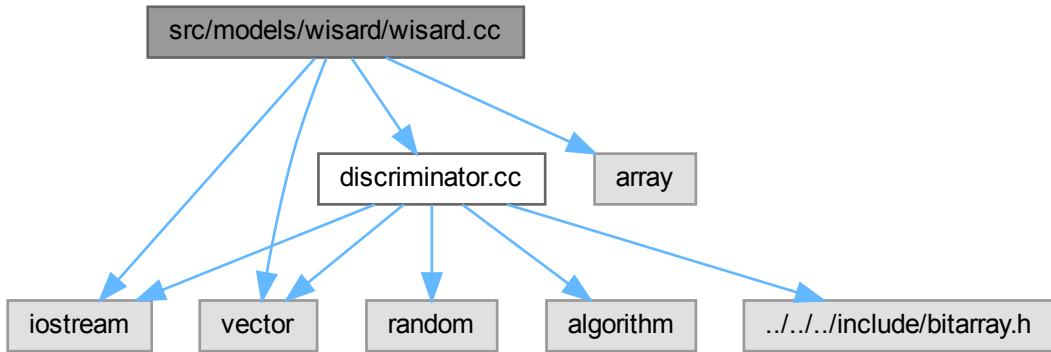 src/models/wisard/wisard.cc
discriminator.cc
array
iostream
vector
random
algorithm
../../../include/bitarray.h